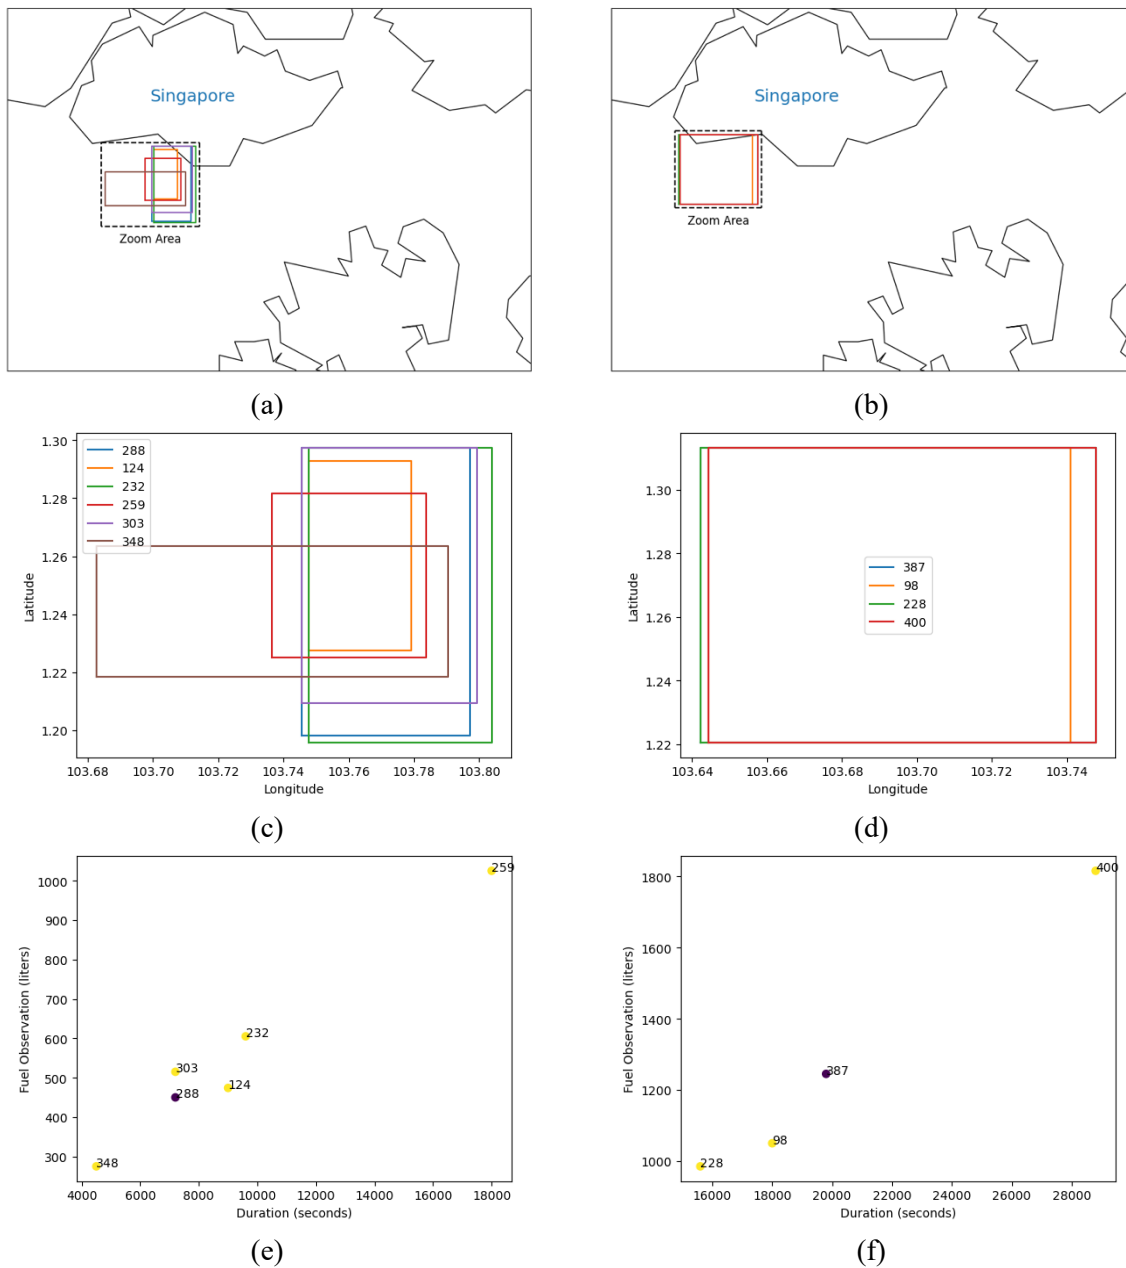 Singapore
Zoom Area
(a)
Singapore
Zoom Area
(b)
1.30
1.28
1.26
1.24
1.22
1.20
Latitude
288
124
232
259
303
348
103.68 103.70 103.72 103.74 103.76 103.78 103.80
Longitude
(c)
1.30
1.28
1.26
1.24
1.22
Latitude
387
98
228
400
103.64 103.66 103.68 103.70 103.72 103.74
Longitude
(d)
1000
900
800
700
600
500
400
300
Fuel Observation (liters)
259
232
303
124
288
348
4000 6000 8000 10000 12000 14000 16000 18000
Duration (seconds)
(e)
1800
1600
1400
1200
1000
Fuel Observation (liters)
400
387
98
228
16000 18000 20000 22000 24000 26000 28000
Duration (seconds)
(f)